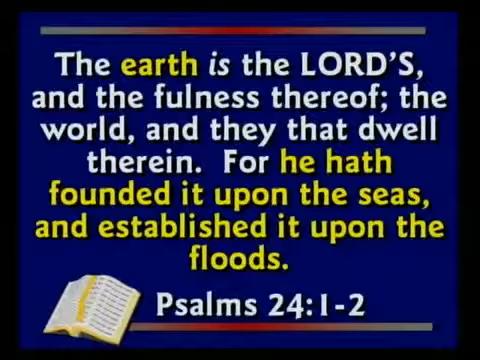 The earth is the LORD'S,
and the fulness thereof; the
world, and they that dwell
therein. For he hath
founded it upon the seas,
and established it upon the
floods.
Psalms 24:1-2